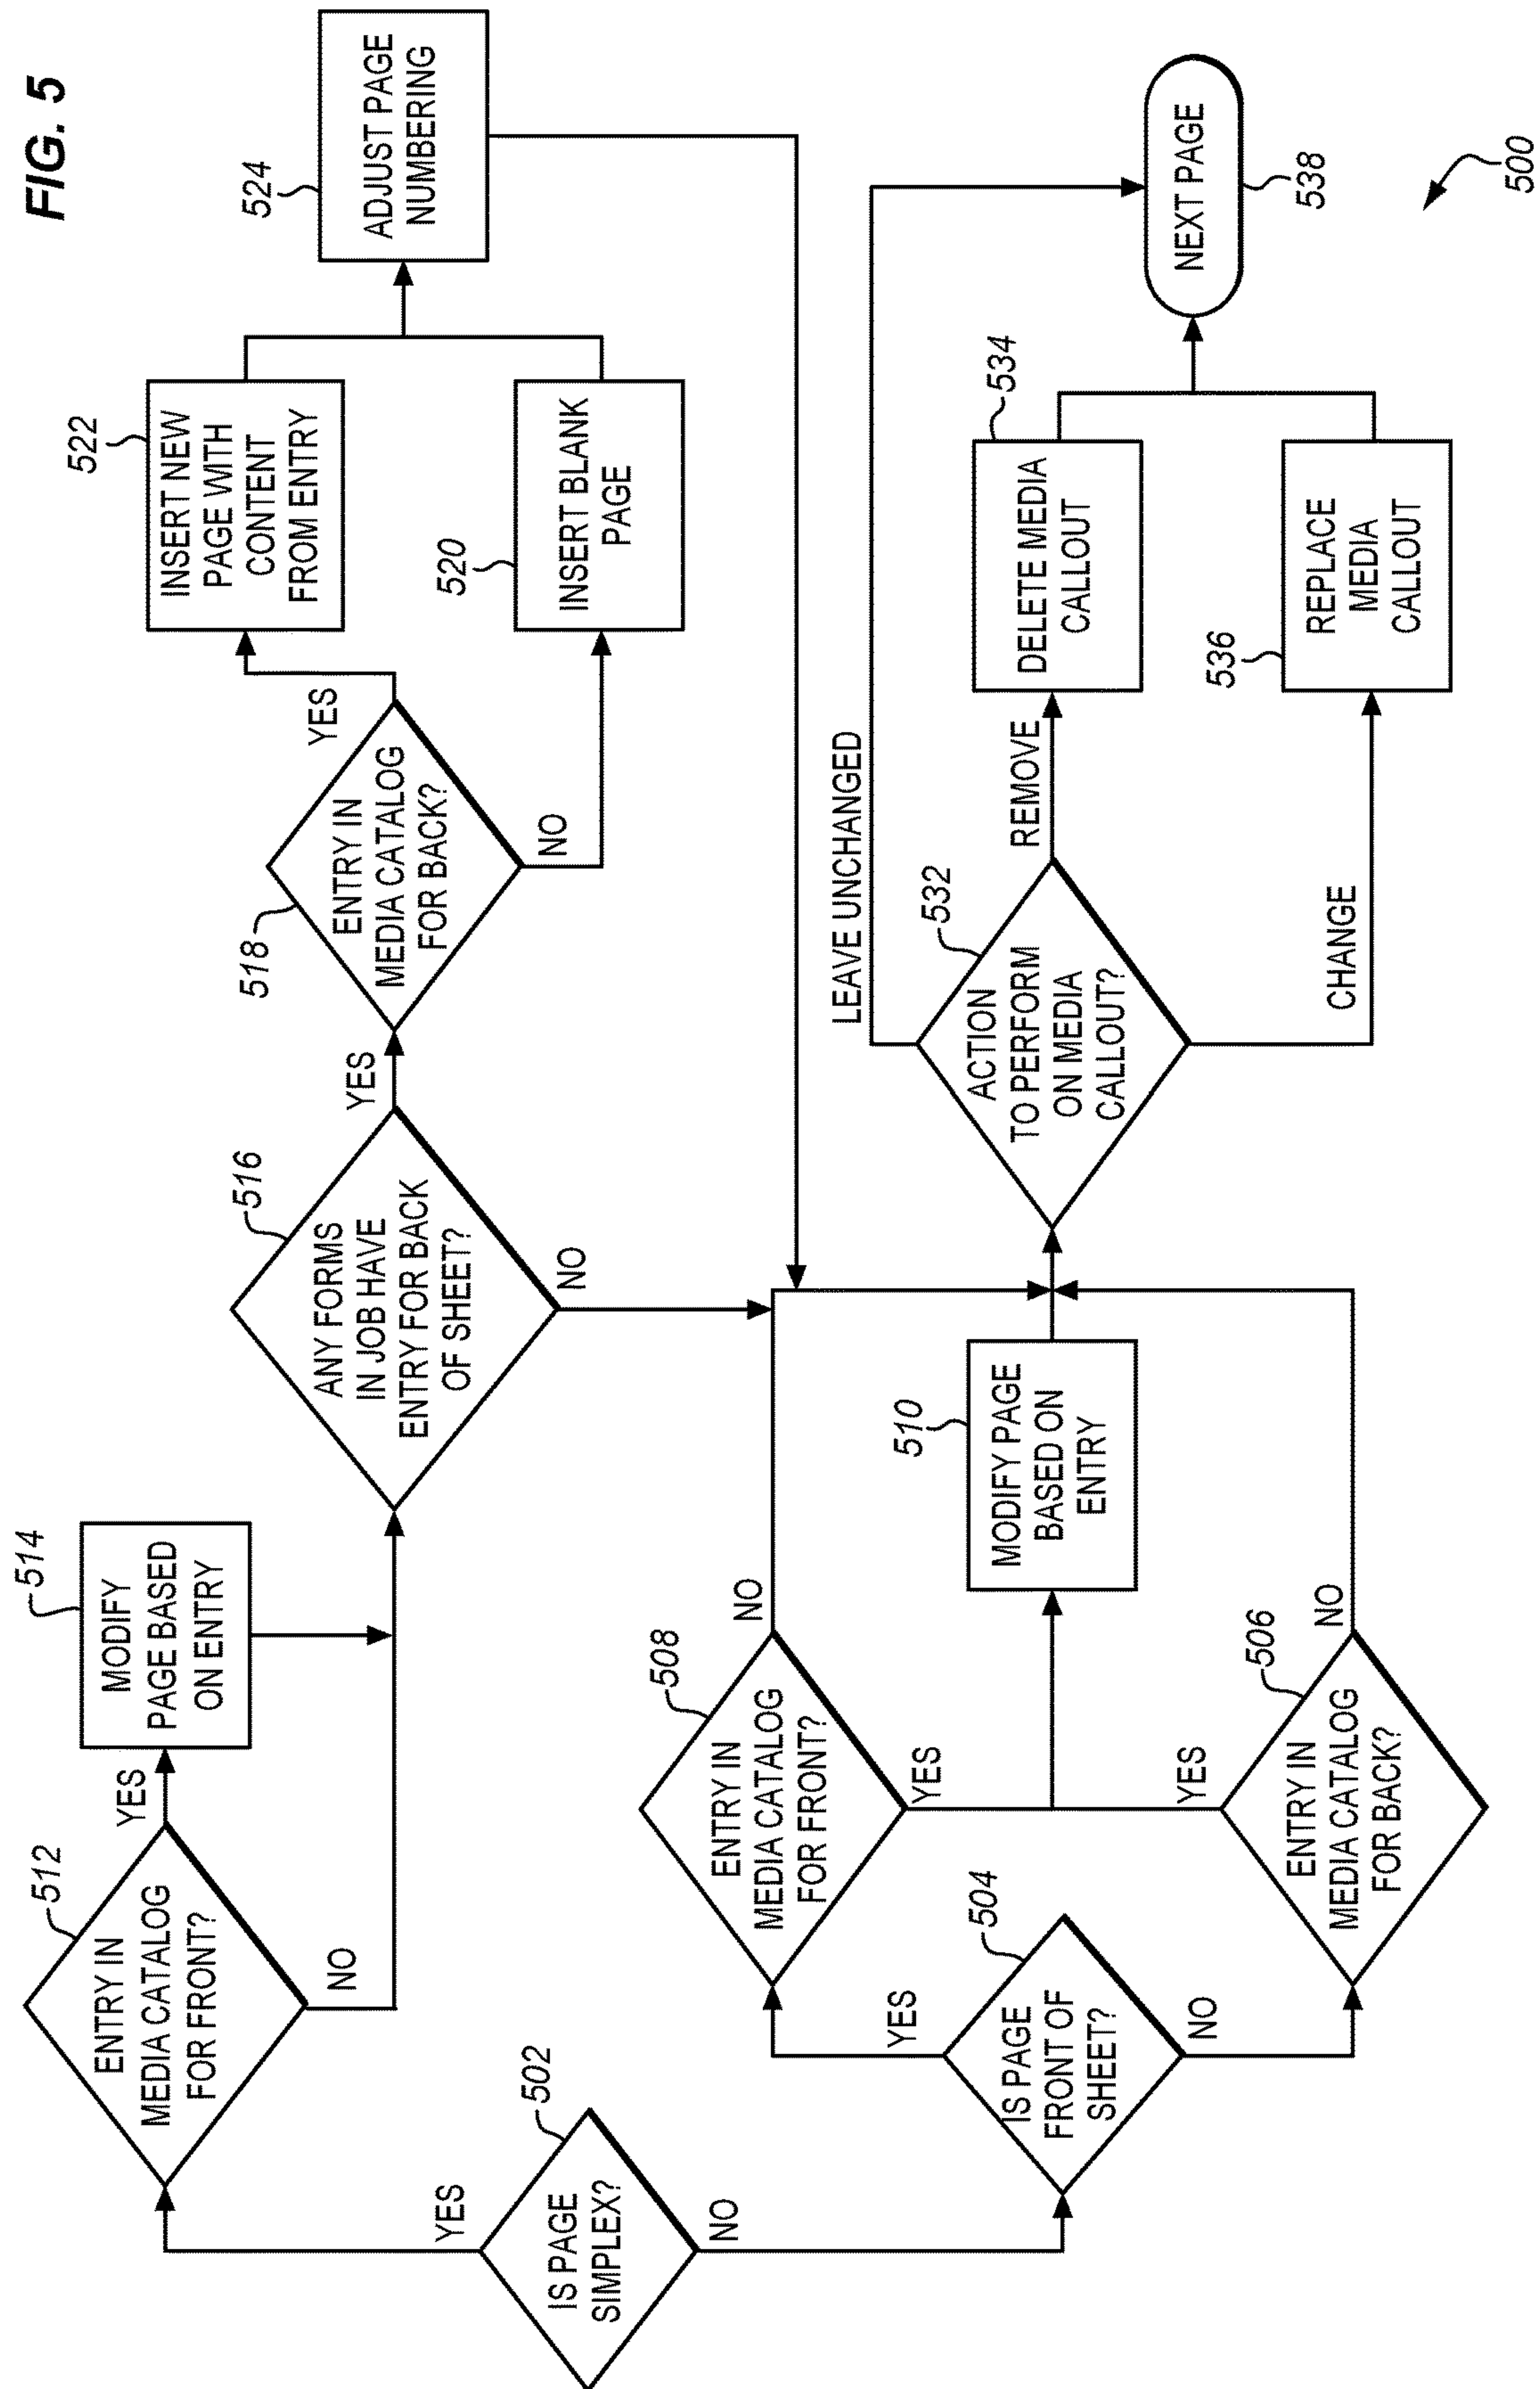 FIG. 5
512
ENTRY IN
MEDIA CATALOG
FOR FRONT?
YES
NO
514
MODIFY
PAGE BASED
ON ENTRY
516
ANY FORMS
IN JOB HAVE
ENTRY FOR BACK
OF SHEET?
YES
NO
518
ENTRY IN
MEDIA CATALOG
FOR BACK?
YES
NO
522
INSERT NEW
PAGE WITH
CONTENT
FROM ENTRY
520
INSERT BLANK
PAGE
524
ADJUST PAGE
NUMBERING
502
IS PAGE
SIMPLEX?
YES
NO
504
IS PAGE
FRONT OF
SHEET?
YES
NO
508
ENTRY IN
MEDIA CATALOG
FOR FRONT?
NO
YES
506
ENTRY IN
MEDIA CATALOG
FOR BACK?
YES
NO
510
MODIFY PAGE
BASED ON
ENTRY
532
ACTION
TO PERFORM
ON MEDIA
CALLOUT?
LEAVE UNCHANGED
REMOVE
CHANGE
534
DELETE MEDIA
CALLOUT
536
REPLACE
MEDIA
CALLOUT
NEXT PAGE
538
500